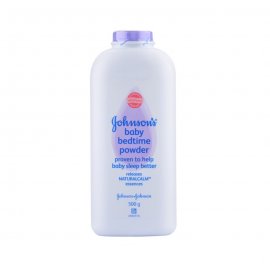 Johnson's
baby
bedtime
powder
proven to help
baby sleep better
releases
NATURALCALM®
essences
Johnson & Johnson
500 g